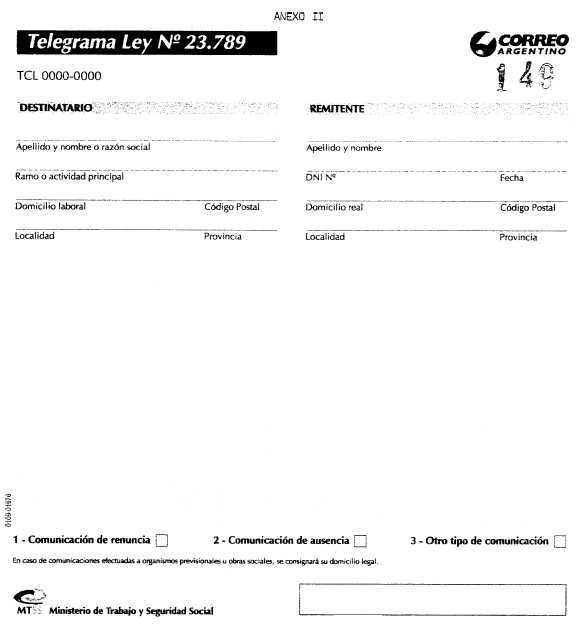 ANEXO II
Telegrama Ley Nº 23.789
CORREO
ARGENTINO
TCL 0000-0000
149
DESTINATARIO
REMITENTE
Apellido y nombre o razón social
Apellido y nombre
Ramo o actividad principal
DNI Nº Fecha
Domicilio laboral Código Postal
Domicilio real Código Postal
Localidad Provincia
Localidad Provincia
1 - Comunicación de renuncia
2 - Comunicación de ausencia
3 - Otro tipo de comunicación
En caso de comunicaciones efectuadas a organismos previsionales u obras sociales, se consignará su domicilio legal.
MTSS Ministerio de Trabajo y Seguridad Social